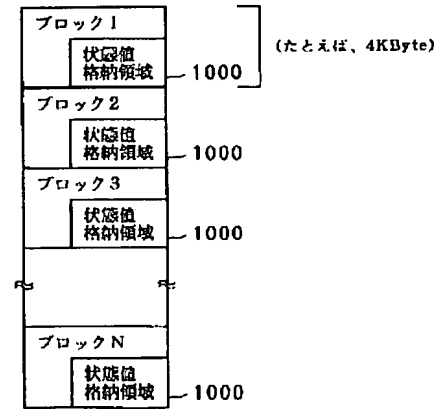 ブロック1
(たとえば、4KByte)
状態値
格納領域
1000
ブロック2
状態値
格納領域
1000
ブロック3
状態値
格納領域
1000
ブロックN
状態値
格納領域
1000